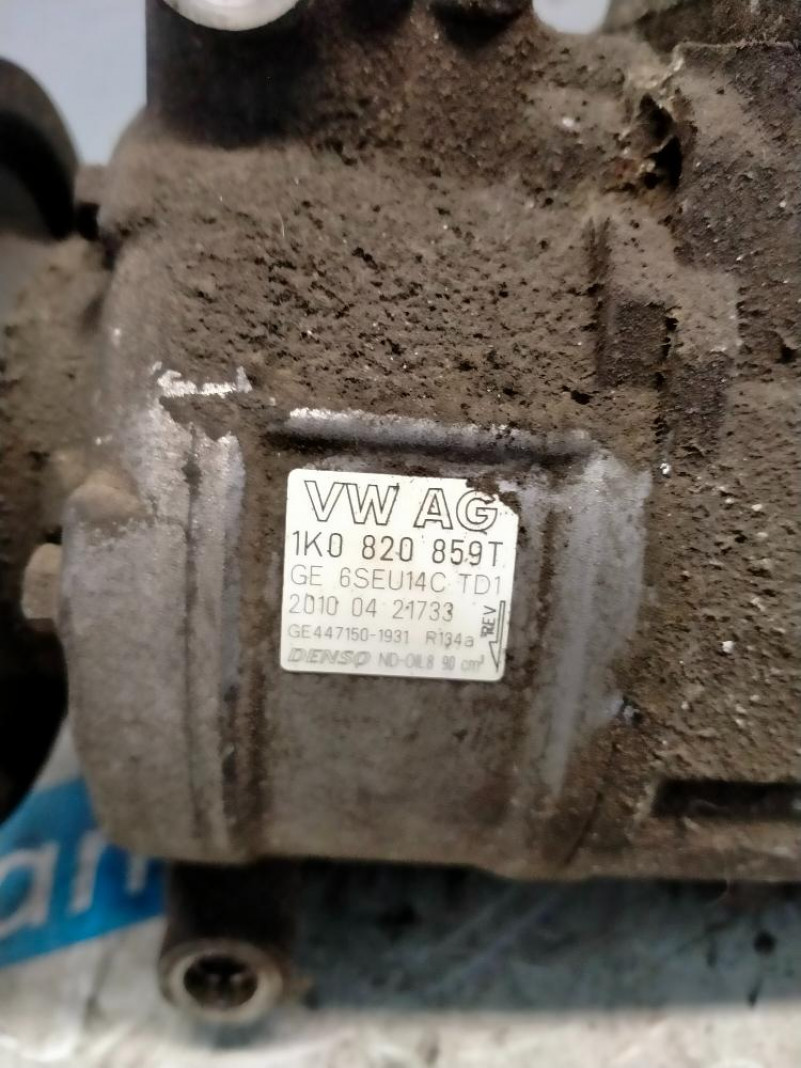 VW AG
1K0 820 859T
GE 6SEU14C TD1
2010 04 21733
GE447150-1931 R134a
DENSO ND-OIL8 90 cm³
REV
an